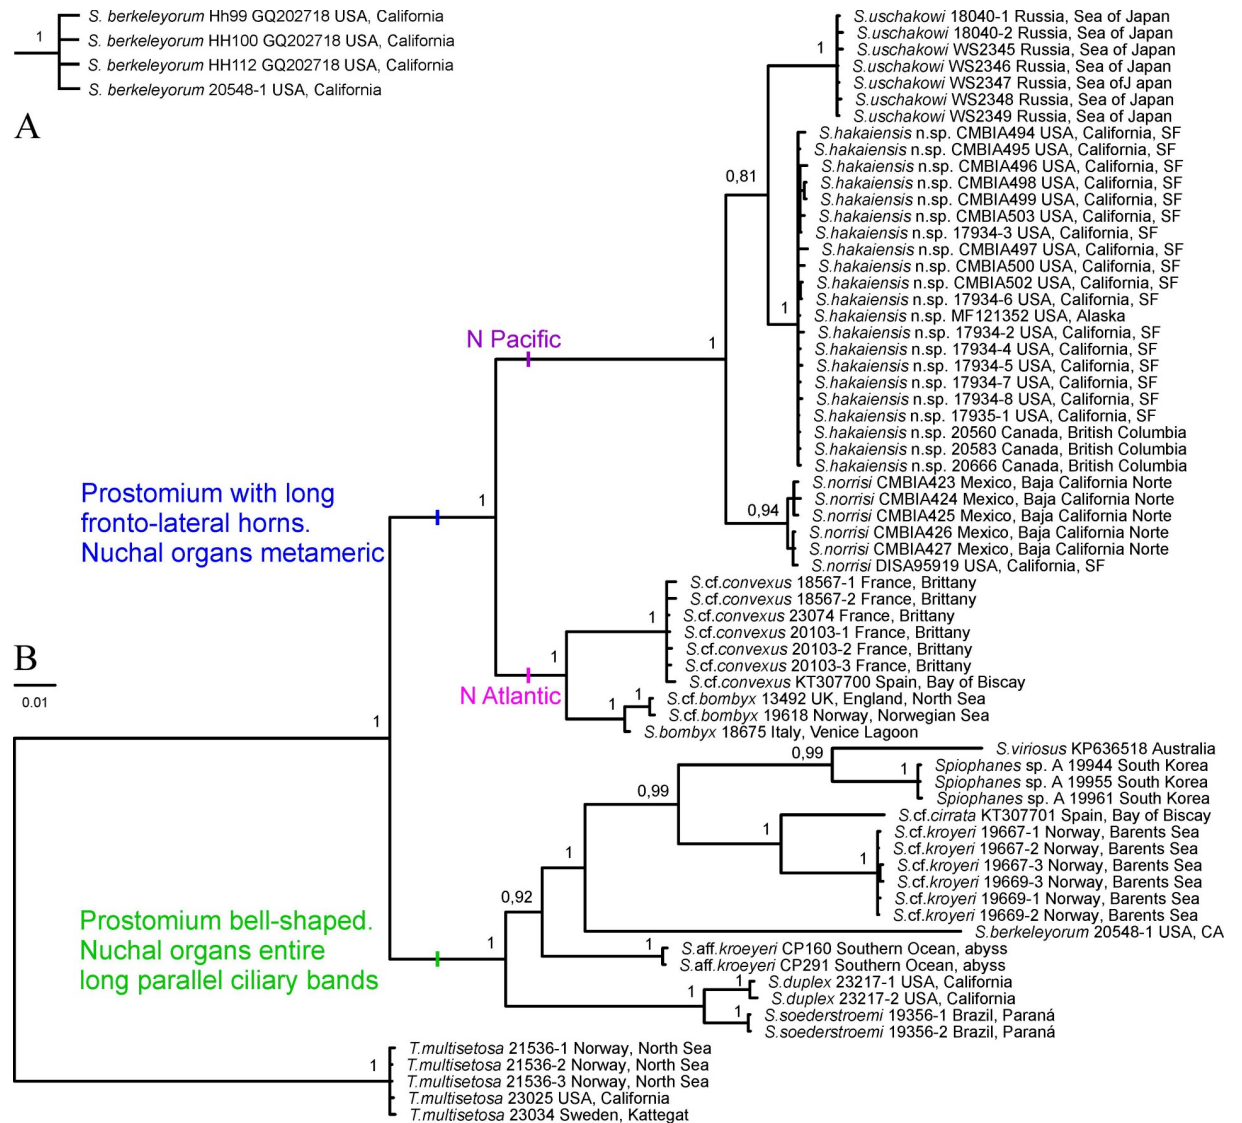 S. berkeleyorum Hh99 GQ202718 USA, California
1
S. berkeleyorum HH100 GQ202718 USA, California
S. berkeleyorum HH112 GQ202718 USA, California
S. berkeleyorum 20548-1 USA, California
A
S.uschakowi 18040-1 Russia, Sea of Japan
S.uschakowi 18040-2 Russia, Sea of Japan
1
S.uschakowi WS2345 Russia, Sea of Japan
S.uschakowi WS2346 Russia, Sea of Japan
S.uschakowi WS2347 Russia, Sea of Japan
S.uschakowi WS2348 Russia, Sea of Japan
S.uschakowi WS2349 Russia, Sea of Japan
S.hakaiensis n.sp. CMBIA494 USA, California, SF
S.hakaiensis n.sp. CMBIA495 USA, California, SF
S.hakaiensis n.sp. CMBIA496 USA, California, SF
0,81
S.hakaiensis n.sp. CMBIA498 USA, California, SF
S.hakaiensis n.sp. CMBIA499 USA, California, SF
S.hakaiensis n.sp. CMBIA503 USA, California, SF
S.hakaiensis n.sp. 17934-3 USA, California, SF
S.hakaiensis n.sp. CMBIA497 USA, California, SF
S.hakaiensis n.sp. CMBIA500 USA, California, SF
S.hakaiensis n.sp. CMBIA502 USA, California, SF
S.hakaiensis n.sp. 17934-6 USA, California, SF
1
S.hakaiensis n.sp. MF121352 USA, Alaska
S.hakaiensis n.sp. 17934-2 USA, California, SF
N Pacific
1
S.hakaiensis n.sp. 17934-4 USA, California, SF
S.hakaiensis n.sp. 17934-5 USA, California, SF
S.hakaiensis n.sp. 17934-7 USA, California, SF
S.hakaiensis n.sp. 17934-8 USA, California, SF
S.hakaiensis n.sp. 17935-1 USA, California, SF
S.hakaiensis n.sp. 20560 Canada, British Columbia
S.hakaiensis n.sp. 20583 Canada, British Columbia
S.hakaiensis n.sp. 20666 Canada, British Columbia
S.norrisi CMBIA423 Mexico, Baja California Norte
S.norrisi CMBIA424 Mexico, Baja California Norte
0,94
S.norrisi CMBIA425 Mexico, Baja California Norte
S.norrisi CMBIA426 Mexico, Baja California Norte
S.norrisi CMBIA427 Mexico, Baja California Norte
S.norrisi DISA95919 USA, California, SF
Prostomium with long
fronto-lateral horns.
Nuchal organs metameric
1
S.cf.convexus 18567-1 France, Brittany
S.cf.convexus 18567-2 France, Brittany
1
S.cf.convexus 23074 France, Brittany
S.cf.convexus 20103-1 France, Brittany
S.cf.convexus 20103-2 France, Brittany
1
S.cf.convexus 20103-3 France, Brittany
S.cf.convexus KT307700 Spain, Bay of Biscay
N Atlantic
1
1
S.cf.bombyx 13492 UK, England, North Sea
S.cf.bombyx 19618 Norway, Norwegian Sea
S.bombyx 18675 Italy, Venice Lagoon
B
0.01
1
S.viriosus KP636518 Australia
0,99
1
Spiophanes sp. A 19944 South Korea
Spiophanes sp. A 19955 South Korea
Spiophanes sp. A 19961 South Korea
0,99
S.cf.cirrata KT307701 Spain, Bay of Biscay
1
S.cf.kroyeri 19667-1 Norway, Barents Sea
S.cf.kroyeri 19667-2 Norway, Barents Sea
1
1
S.cf.kroyeri 19667-3 Norway, Barents Sea
S.cf.kroyeri 19669-3 Norway, Barents Sea
S.cf.kroyeri 19669-1 Norway, Barents Sea
S.cf.kroyeri 19669-2 Norway, Barents Sea
0,92
S.berkeleyorum 20548-1 USA, CA
Prostomium bell-shaped.
Nuchal organs entire
long parallel ciliary bands
1
1
S.aff.kroeyeri CP160 Southern Ocean, abyss
S.aff.kroeyeri CP291 Southern Ocean, abyss
1
1
S.duplex 23217-1 USA, California
S.duplex 23217-2 USA, California
1
S.soederstroemi 19356-1 Brazil, Paraná
S.soederstroemi 19356-2 Brazil, Paraná
T.multisetosa 21536-1 Norway, North Sea
1
T.multisetosa 21536-2 Norway, North Sea
T.multisetosa 21536-3 Norway, North Sea
T.multisetosa 23025 USA, California
T.multisetosa 23034 Sweden, Kattegat